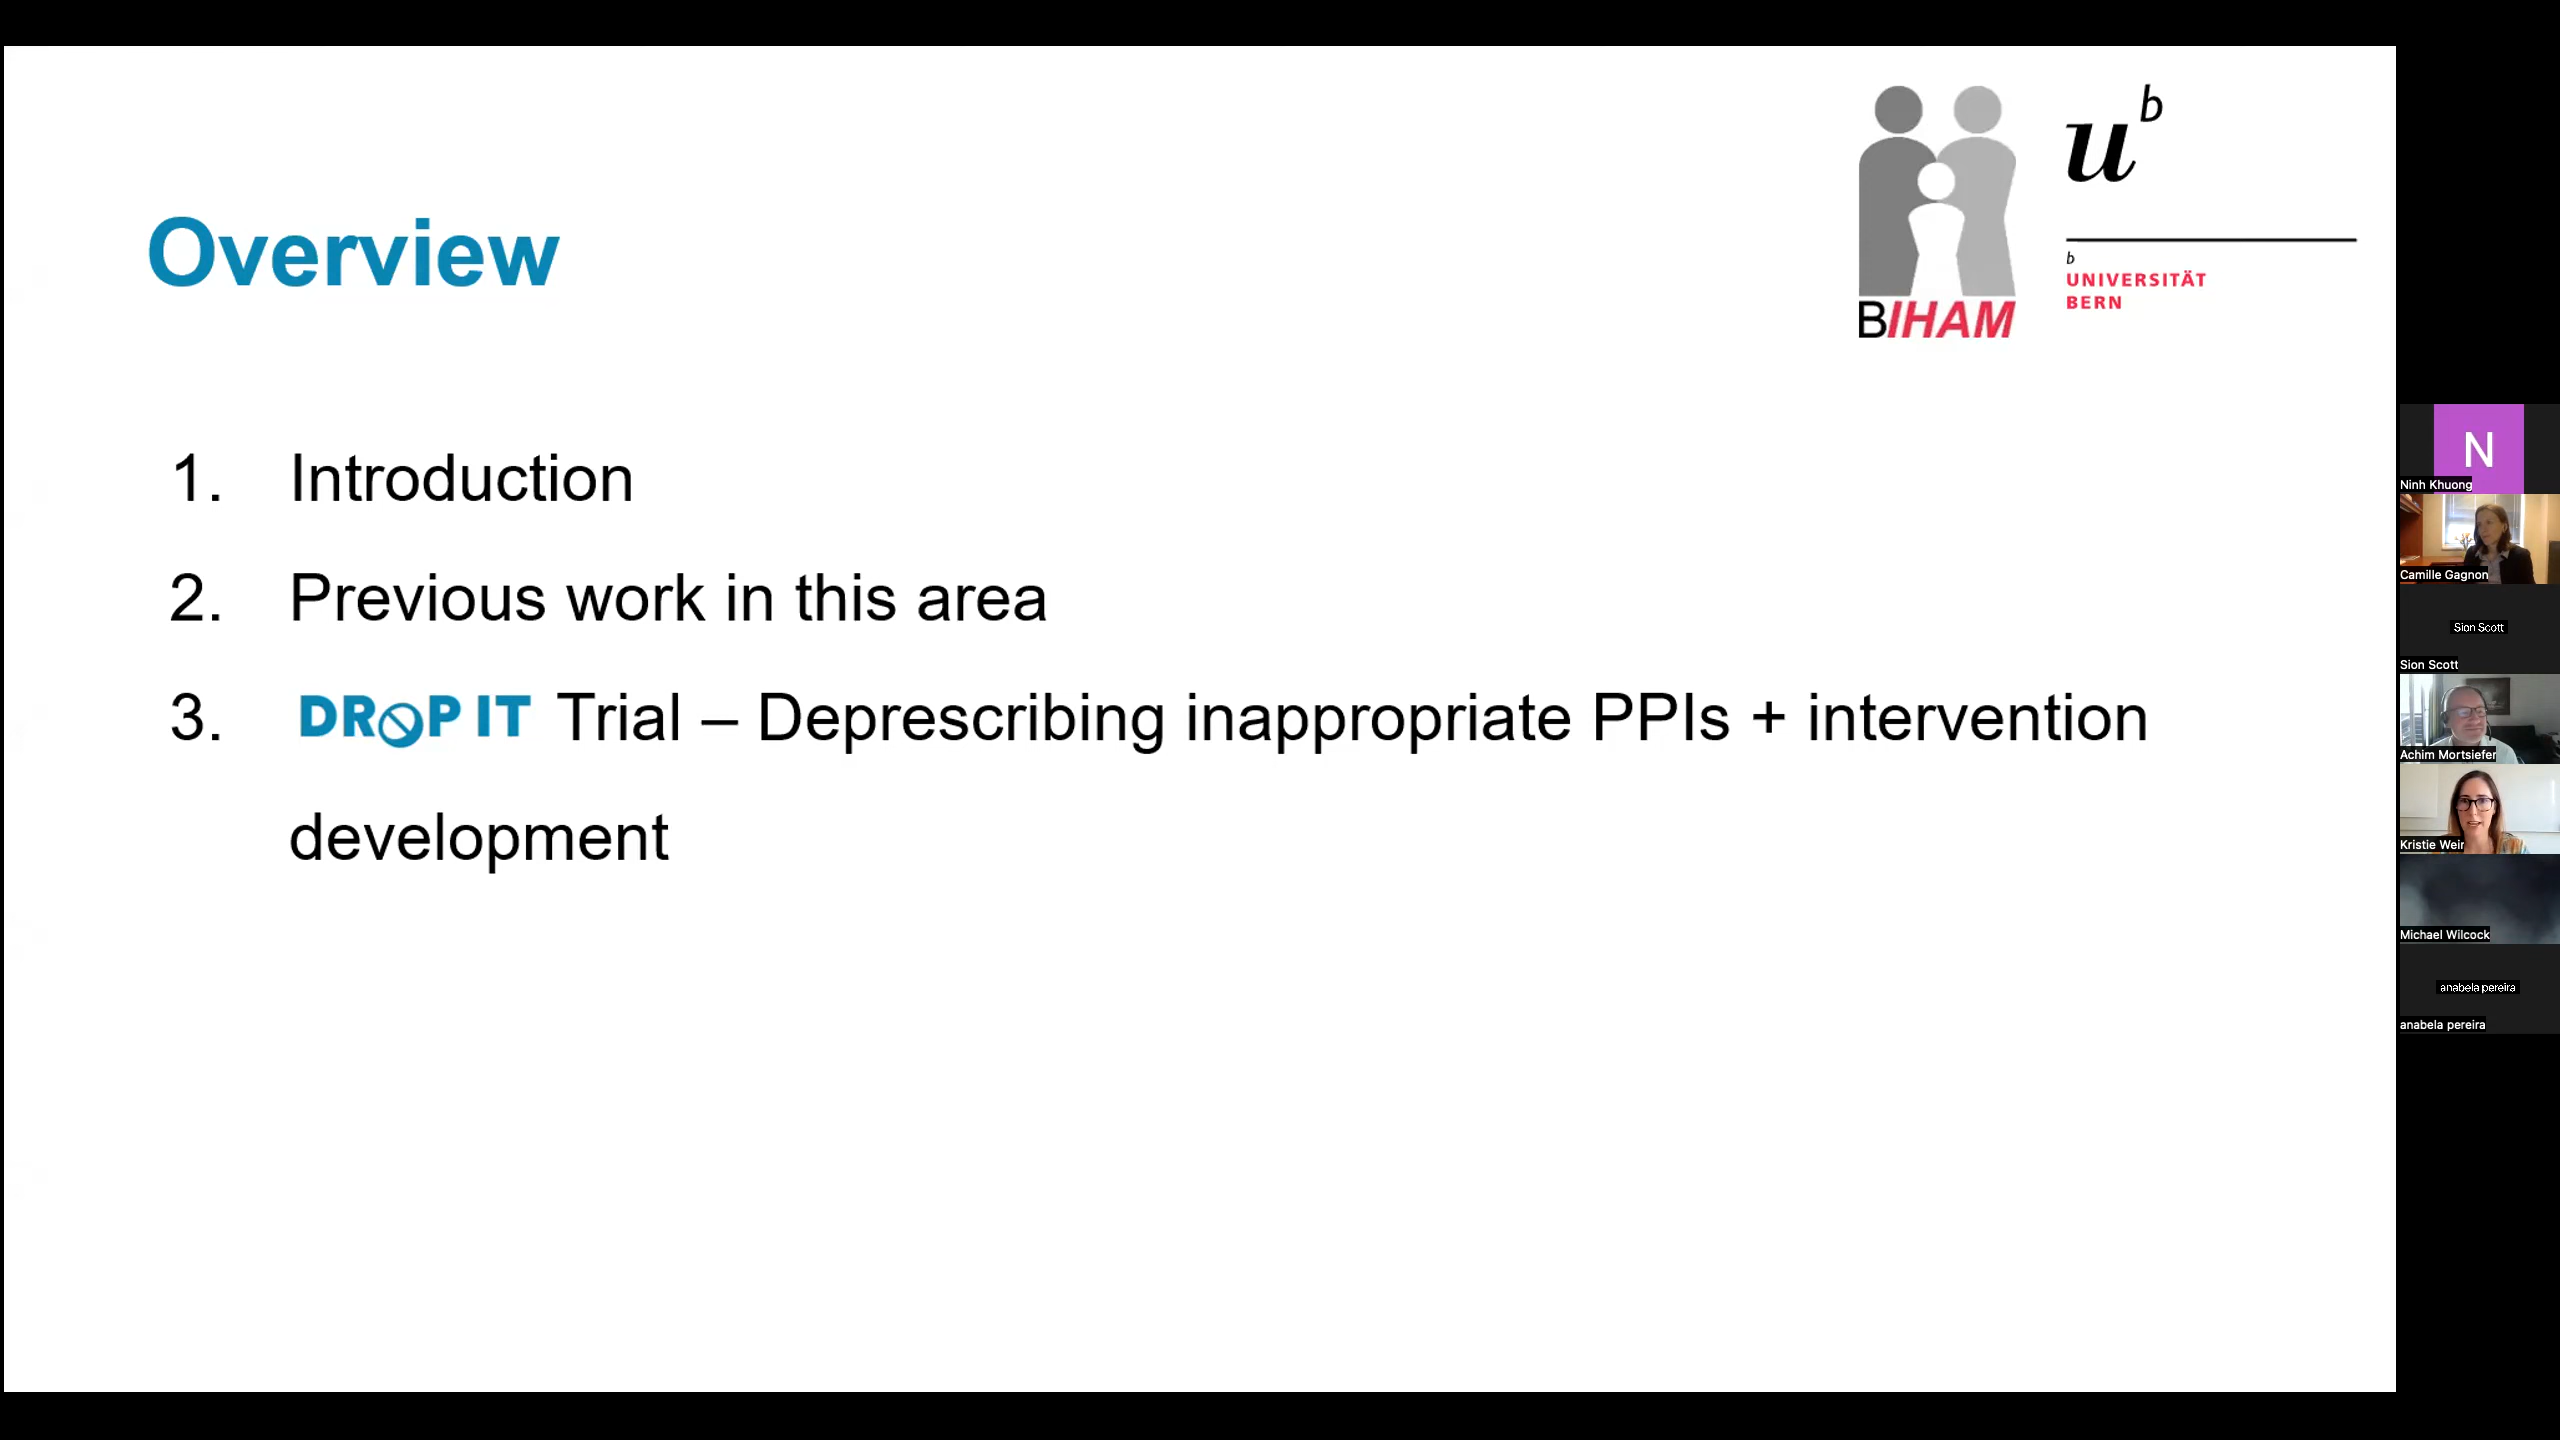 u
b
b
UNIVERSITÄT
BERN
BIHAM
Overview
1. Introduction
2. Previous work in this area
3. DROP IT Trial – Deprescribing inappropriate PPIs + intervention
development
N
Ninh Khuong
Camille Gagnon
Sion Scott
Sion Scott
Achim Mortsiefer
Kristie Weir
Michael Wilcock
anabela pereira
anabela pereira